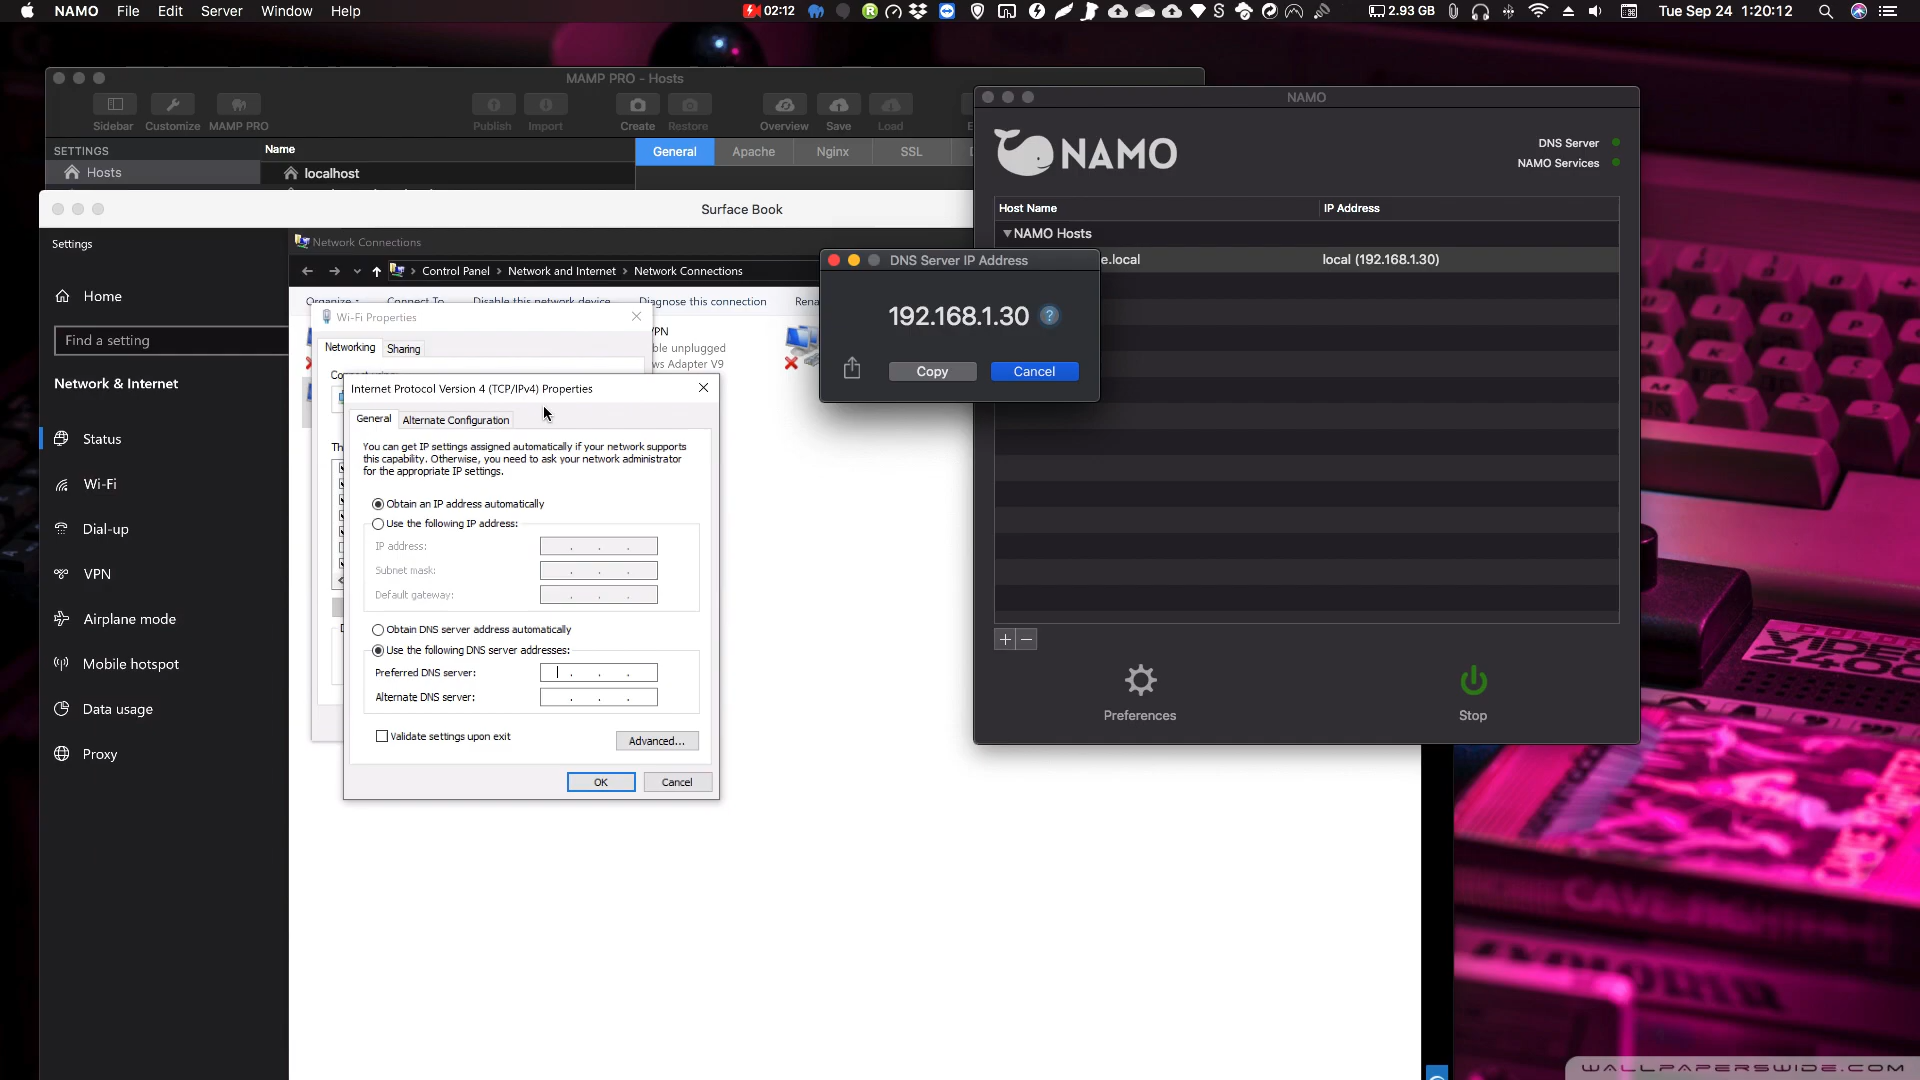 NAMO File Edit Server Window Help
02:12
2.93 GB
Tue Sep 24 1:20:12
MAMP PRO - Hosts
Sidebar Customize MAMP PRO
Publish Import
Create Restore
Overview Save Load
SETTINGS
Hosts
Name
localhost
General Apache Nginx SSL
Surface Book
Settings
Home
Find a setting
Network & Internet
Status
Wi-Fi
Dial-up
VPN
Airplane mode
Mobile hotspot
Data usage
Proxy
Network Connections
Control Panel Network and Internet Network Connections
Organize Connect To Disable this network device Diagnose this connection
Wi-Fi Properties
Networking Sharing
unplugged
Adapter V9
Internet Protocol Version 4 (TCP/IPv4) Properties
General Alternate Configuration
You can get IP settings assigned automatically if your network supports
this capability. Otherwise, you need to ask your network administrator
for the appropriate IP settings.
Obtain an IP address automatically
Use the following IP address:
IP address:
Subnet mask:
Default gateway:
Obtain DNS server address automatically
Use the following DNS server addresses:
Preferred DNS server:
Alternate DNS server:
Validate settings upon exit
Advanced...
OK Cancel
DNS Server IP Address
192.168.1.30 ?
Copy Cancel
NAMO
NAMO
DNS Server
NAMO Services
Host Name IP Address
NAMO Hosts
e.local local (192.168.1.30)
+ −
Preferences Stop
VIDEO
2400
WALLPAPERSWIDE.COM